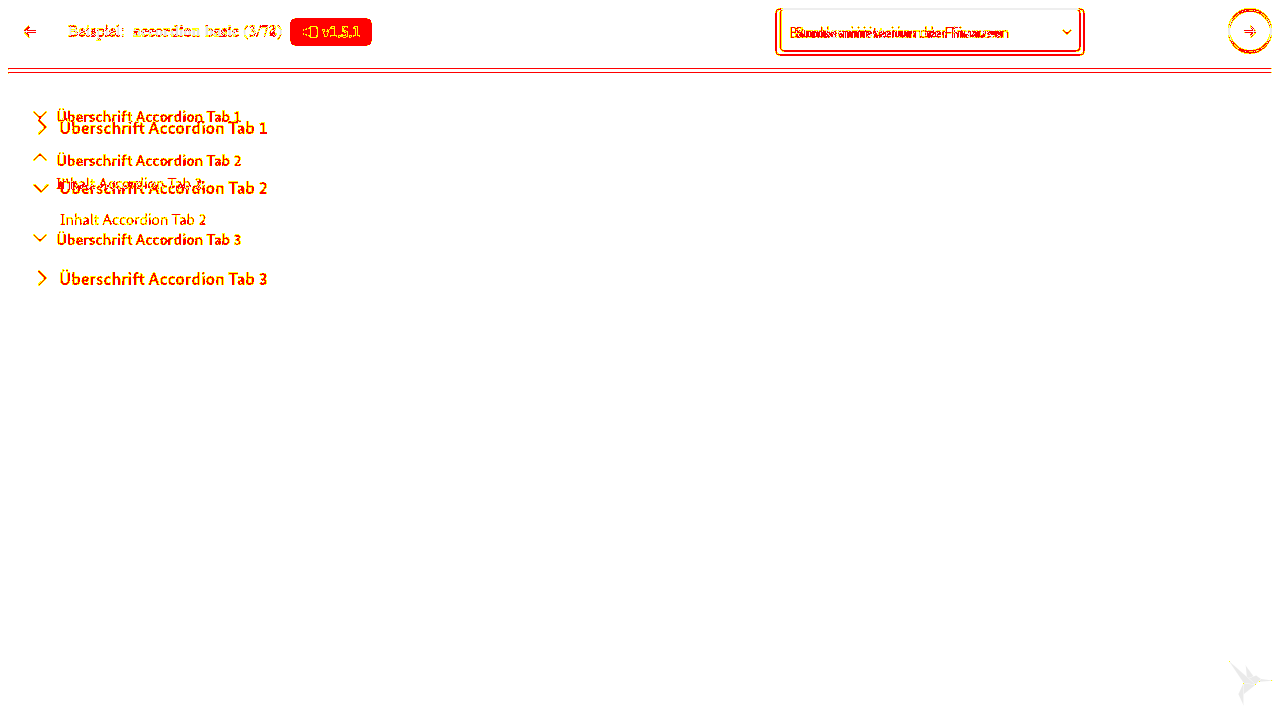 Beispiel: accordion basic (3/73) v1.5.1
Überschrift Accordion Tab 1
Überschrift Accordion Tab 1
Überschrift Accordion Tab 2
Inhalt Accordion Tab 2
Überschrift Accordion Tab 2
Inhalt Accordion Tab 2
Überschrift Accordion Tab 3
Überschrift Accordion Tab 3